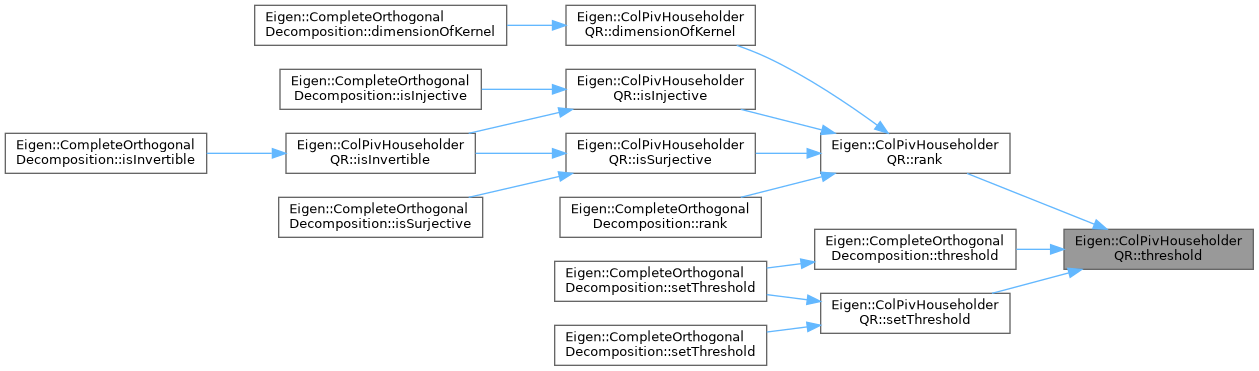 Eigen::CompleteOrthogonal
Decomposition::dimensionOfKernel
Eigen::ColPivHouseholder
QR::dimensionOfKernel
Eigen::CompleteOrthogonal
Decomposition::isInjective
Eigen::ColPivHouseholder
QR::isInjective
Eigen::CompleteOrthogonal
Decomposition::isInvertible
Eigen::ColPivHouseholder
QR::isInvertible
Eigen::ColPivHouseholder
QR::isSurjective
Eigen::ColPivHouseholder
QR::rank
Eigen::CompleteOrthogonal
Decomposition::isSurjective
Eigen::CompleteOrthogonal
Decomposition::rank
Eigen::CompleteOrthogonal
Decomposition::threshold
Eigen::ColPivHouseholder
QR::threshold
Eigen::CompleteOrthogonal
Decomposition::setThreshold
Eigen::ColPivHouseholder
QR::setThreshold
Eigen::CompleteOrthogonal
Decomposition::setThreshold